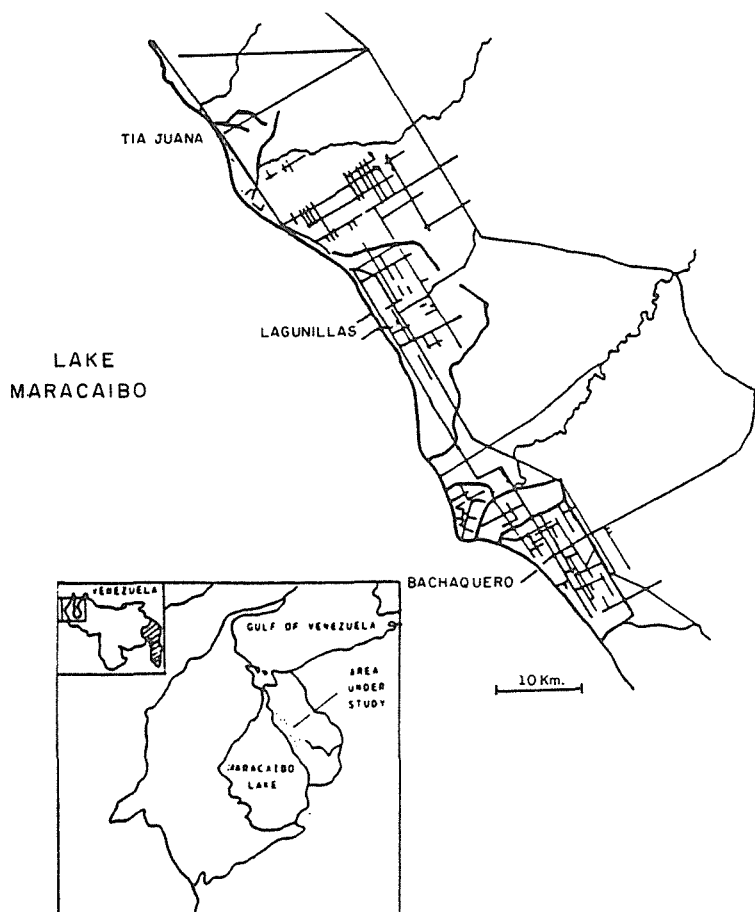 TIA JUANA
LAGUNILLAS
LAKE
MARACAIBO
BACHAQUERO
10 Km.
VENEZUELA
GULF OF VENEZUELA
AREA
UNDER
STUDY
MARACAIBO
LAKE